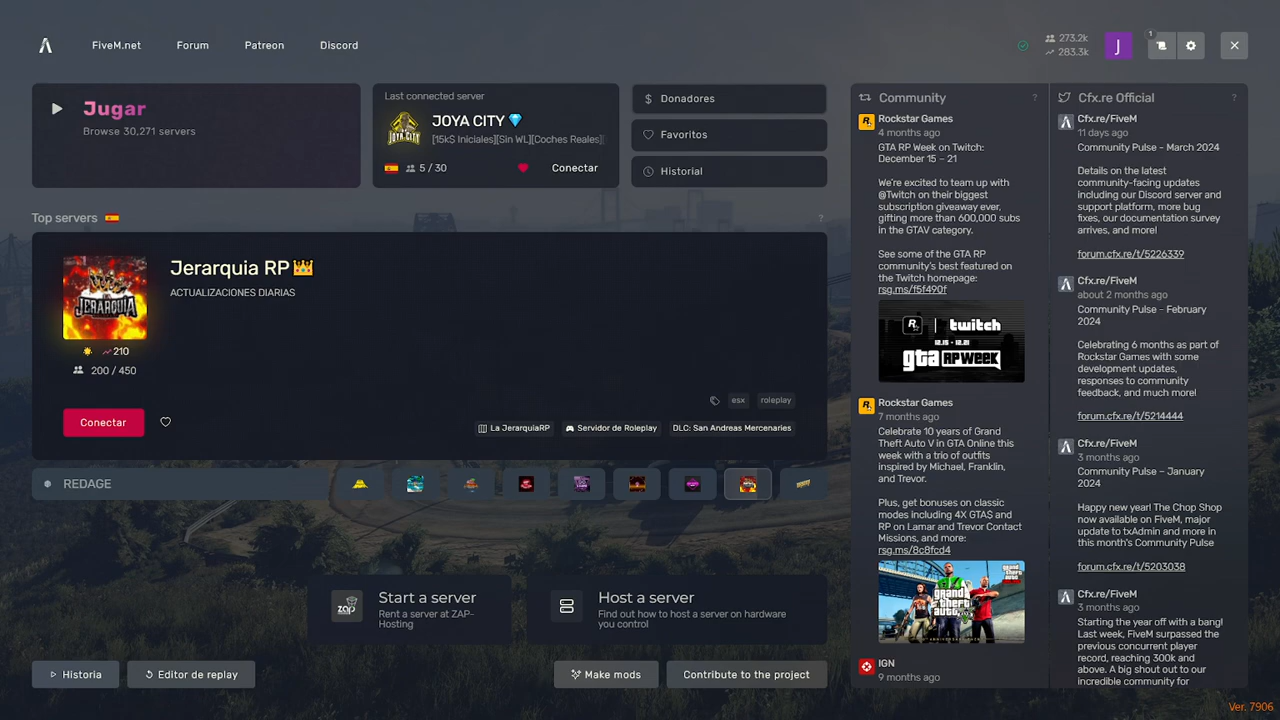 FiveM.net
Forum
Patreon
Discord
273.2k
283.3k
J
1
Jugar
Browse 30,271 servers
Last connected server
JOYA CITY
JOYA CITY
[15k$ Iniciales][Sin WL][Coches Reales]
5 / 30
Conectar
$ Donadores
Favoritos
Historial
Top servers
?
JERARQUIA
Jerarquia RP
ACTUALIZACIONES DIARIAS
210
200 / 450
Conectar
esx
roleplay
La JerarquiaRP
Servidor de Roleplay
DLC: San Andreas Mercenaries
REDAGE
ZAP
Start a server
Rent a server at ZAP-
Hosting
Host a server
Find out how to host a server on hardware
you control
Historia
Editor de replay
Make mods
Contribute to the project
Community
?
Rockstar Games
4 months ago
GTA RP Week on Twitch:
December 15 – 21
We're excited to team up with
@Twitch on their biggest
subscription giveaway ever,
gifting more than 600,000 subs
in the GTAV category.
See some of the GTA RP
community's best featured on
the Twitch homepage:
rsg.ms/f5f490f
R | twitch
12.15 - 12.21
gta RP WEEK
Rockstar Games
7 months ago
Celebrate 10 years of Grand
Theft Auto V in GTA Online this
week with a trio of outfits
inspired by Michael, Franklin,
and Trevor.
Plus, get bonuses on classic
modes including 4X GTA$ and
RP on Lamar and Trevor Contact
Missions, and more:
rsg.ms/8c8fcd4
grand
theft
auto
IGN
9 months ago
Cfx.re Official
?
Cfx.re/FiveM
11 days ago
Community Pulse – March 2024
Details on the latest
community-facing updates
including our Discord server and
support platform, more bug
fixes, our documentation survey
arrives, and more!
forum.cfx.re/t/5226339
Cfx.re/FiveM
about 2 months ago
Community Pulse – February
2024
Celebrating 6 months as part of
Rockstar Games with some
development updates,
responses to community
feedback, and much more!
forum.cfx.re/t/5214444
Cfx.re/FiveM
3 months ago
Community Pulse – January
2024
Happy new year! The Chop Shop
now available on FiveM, major
update to txAdmin and more in
this month's Community Pulse
forum.cfx.re/t/5203038
Cfx.re/FiveM
3 months ago
Starting the year off with a bang!
Last week, FiveM surpassed the
previous concurrent player
record, reaching 300k and
above. A big shout out to our
incredible community for
Ver. 7906